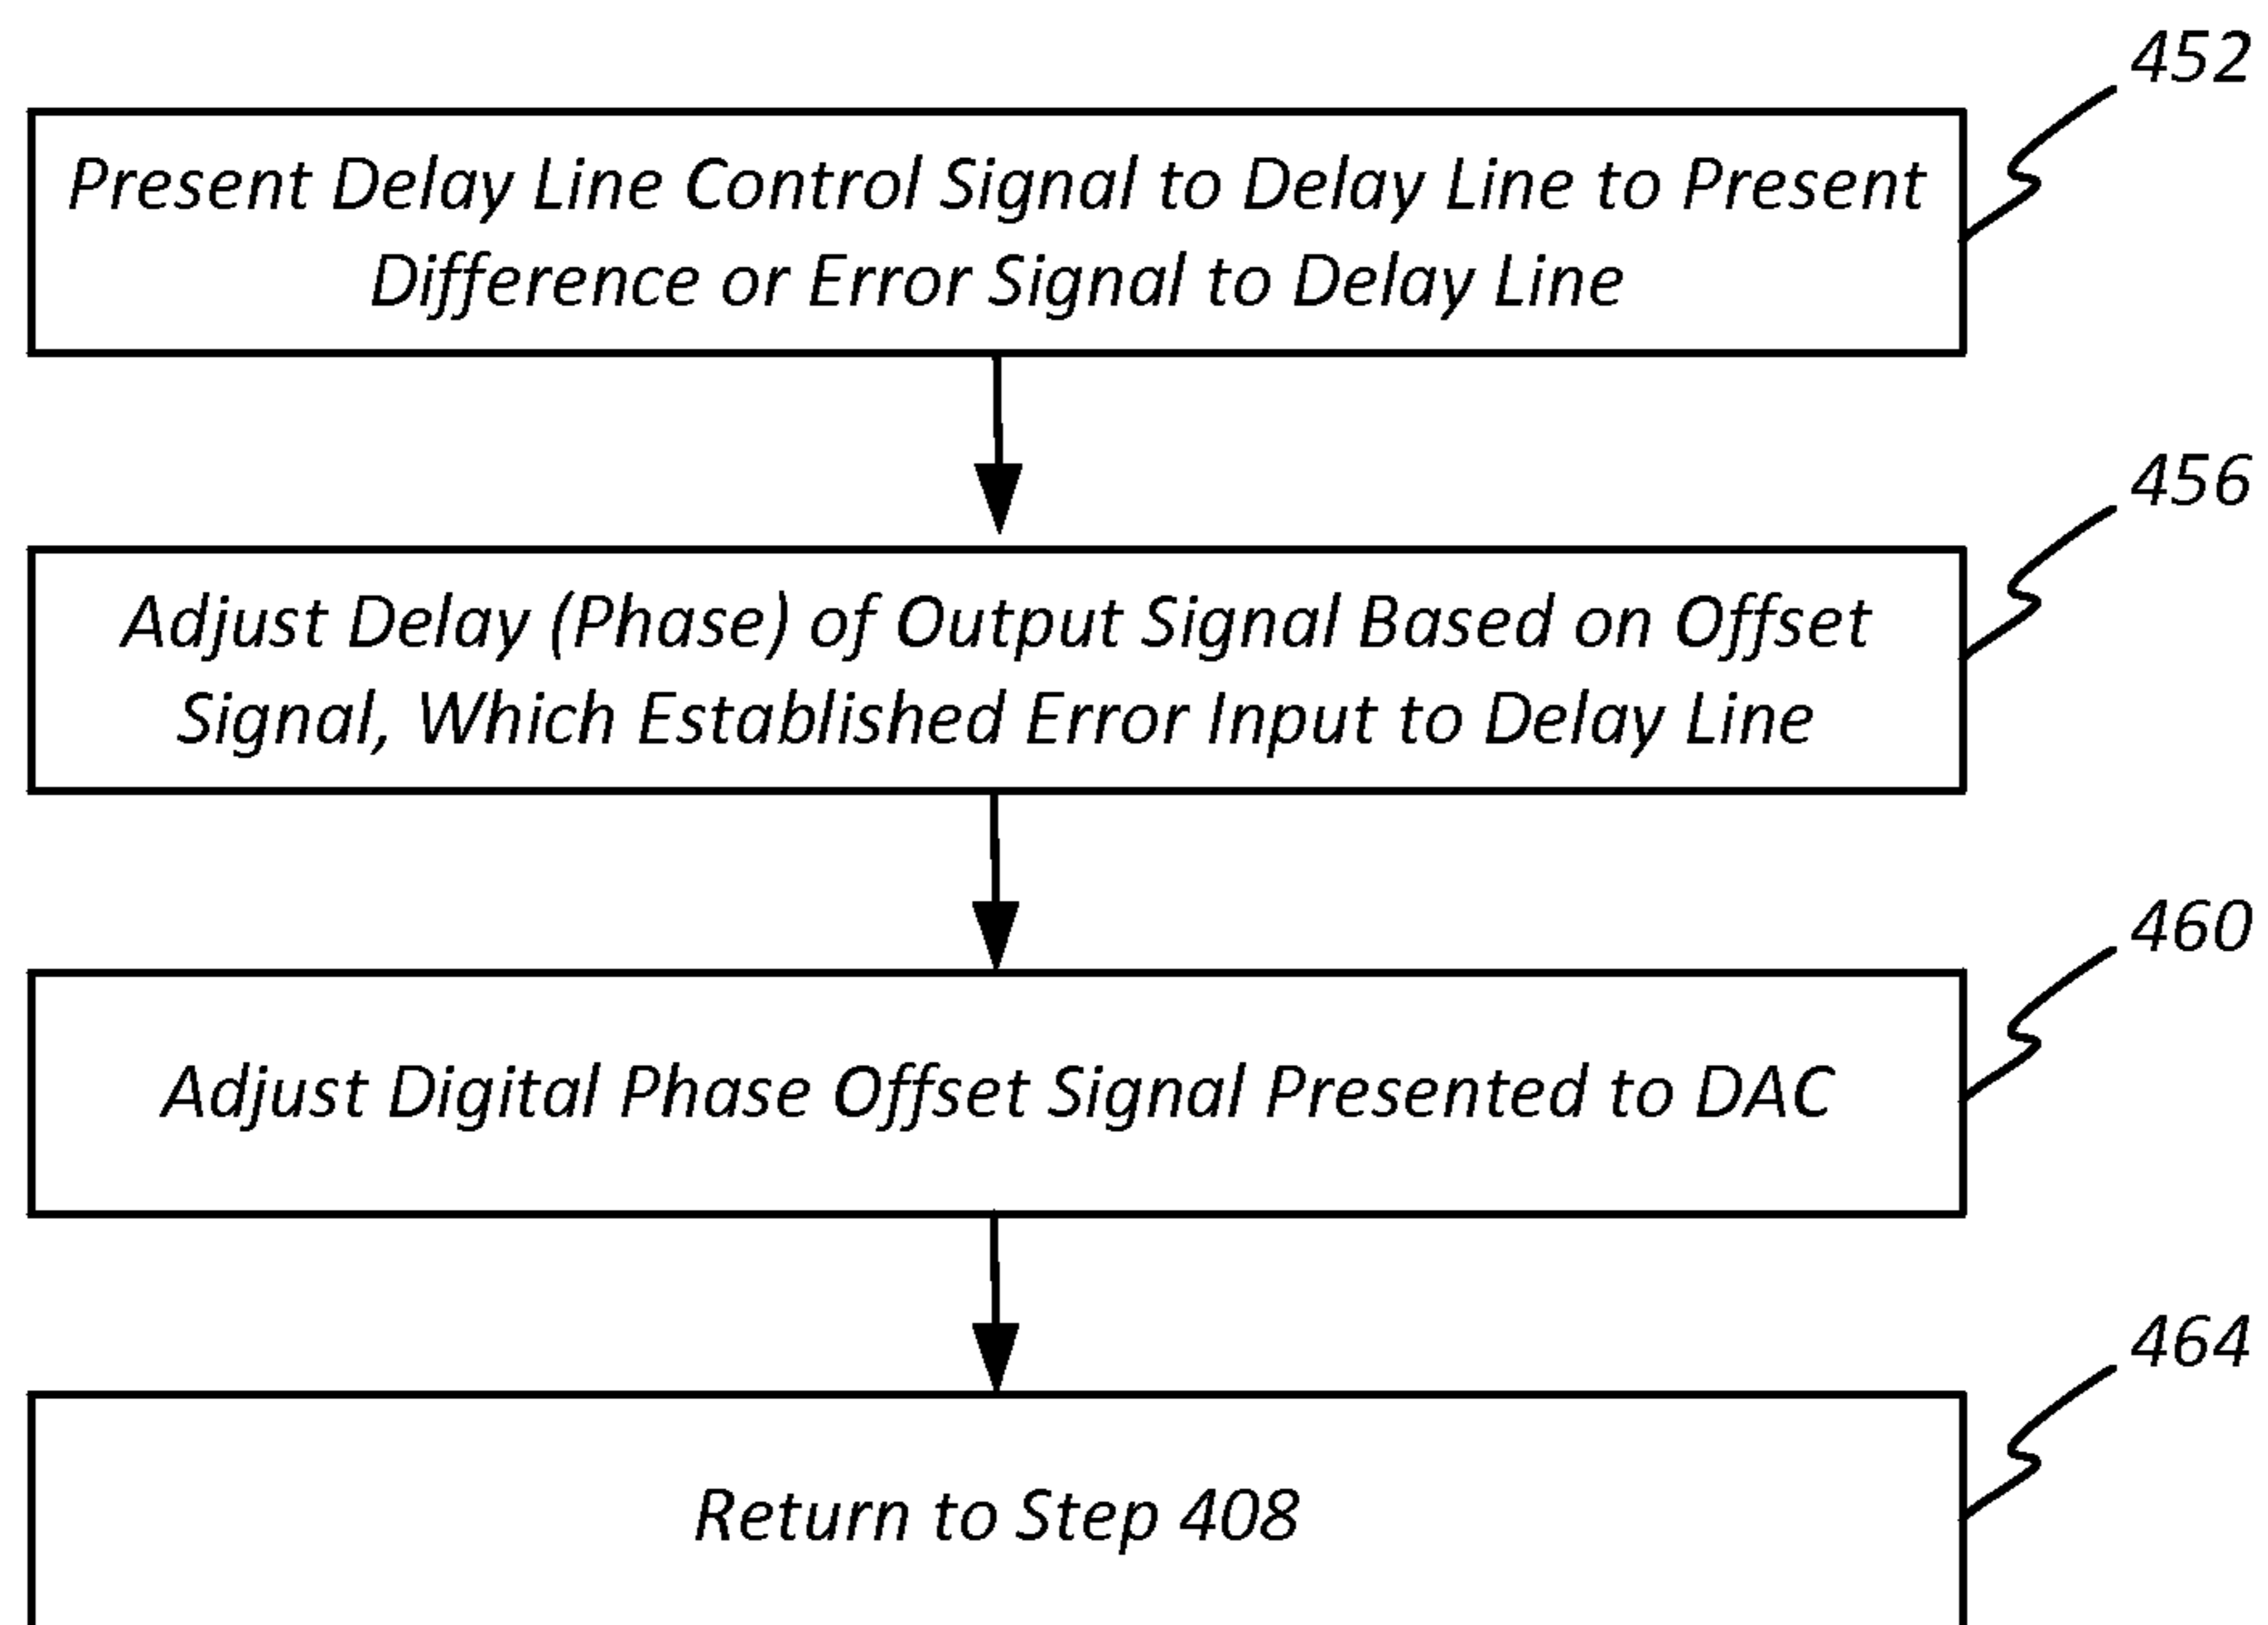 452
Present Delay Line Control Signal to Delay Line to Present
Difference or Error Signal to Delay Line
456
Adjust Delay (Phase) of Output Signal Based on Offset
Signal, Which Established Error Input to Delay Line
460
Adjust Digital Phase Offset Signal Presented to DAC
464
Return to Step 408